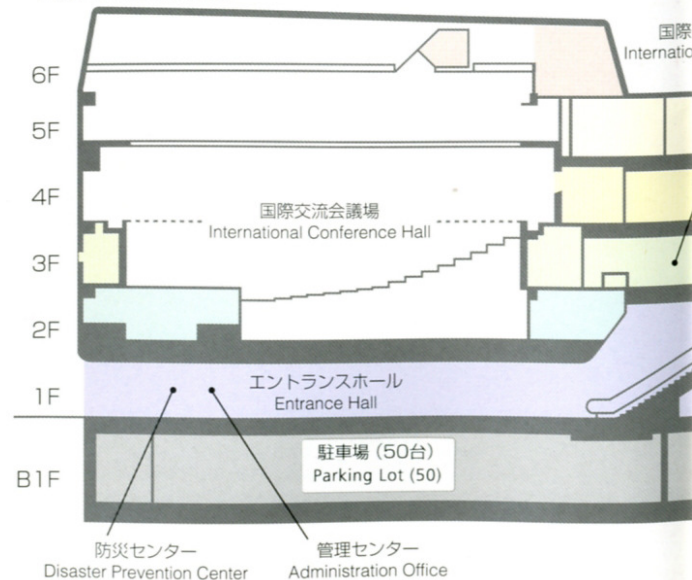 国際
Internatio
6F
5F
4F
国際交流会議場
International Conference Hall
3F
2F
1F
エントランスホール
Entrance Hall
B1F
駐車場 (50台)
Parking Lot (50)
防災センター
Disaster Prevention Center
管理センター
Administration Office